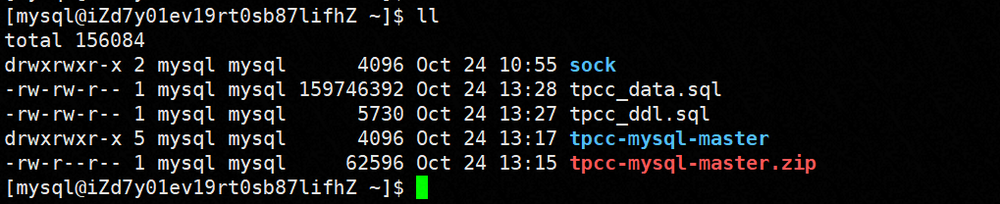 [mysql@iZd7y01ev19rt0sb87lifhZ ~]$ ll
total 156084
drwxrwxr-x 2 mysql mysql      4096 Oct 24 10:55 sock
-rw-rw-r-- 1 mysql mysql 159746392 Oct 24 13:28 tpcc_data.sql
-rw-rw-r-- 1 mysql mysql      5730 Oct 24 13:27 tpcc_ddl.sql
drwxrwxr-x 5 mysql mysql      4096 Oct 24 13:17 tpcc-mysql-master
-rw-r--r-- 1 mysql mysql     62596 Oct 24 13:15 tpcc-mysql-master.zip
[mysql@iZd7y01ev19rt0sb87lifhZ ~]$